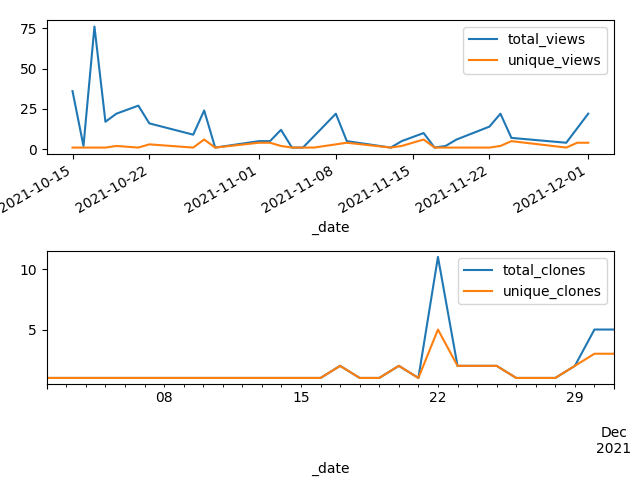 75
50
25
0
total_views
unique_views
2021-10-15
2021-10-22
2021-11-01
2021-11-08
2021-11-15
2021-11-22
2021-12-01
_date
10
5
total_clones
unique_clones
08
15
22
29
Dec
2021
_date